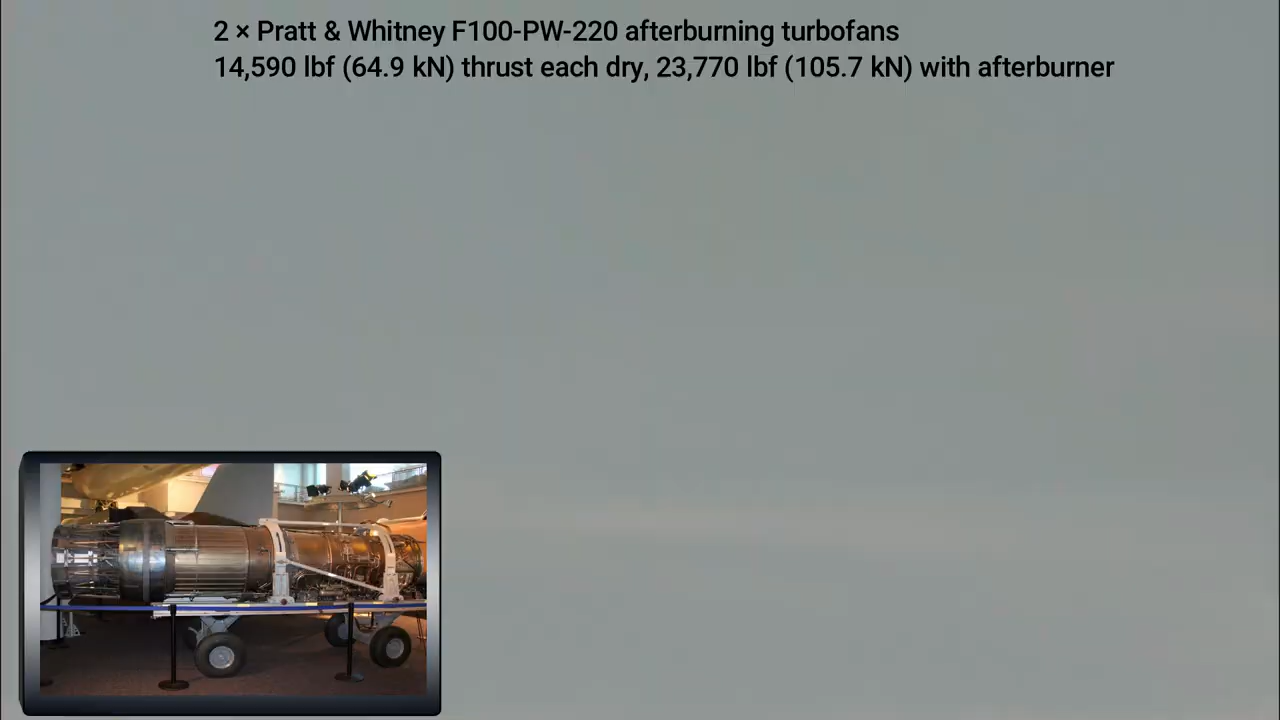 2 × Pratt & Whitney F100-PW-220 afterburning turbofans
14,590 lbf (64.9 kN) thrust each dry, 23,770 lbf (105.7 kN) with afterburner